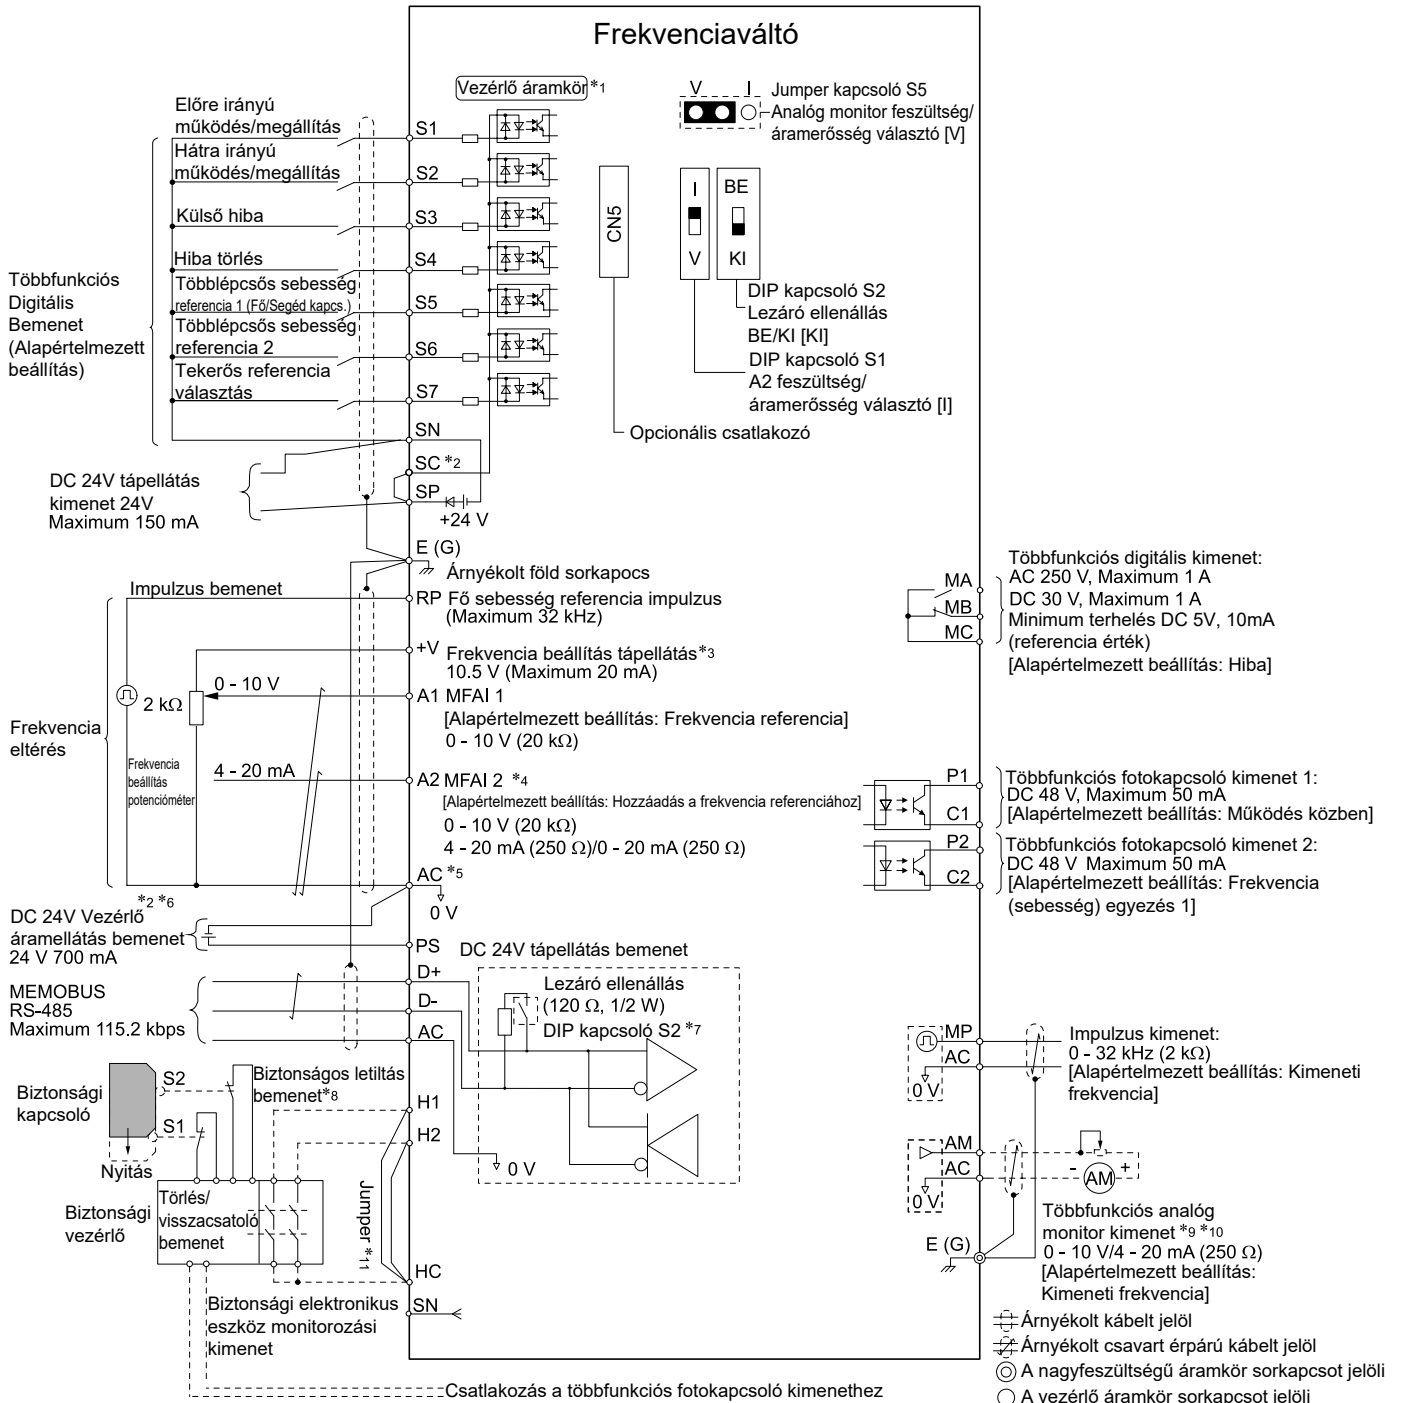 Frekvenciaváltó
Vezérlő áramkör *1
V I
Jumper kapcsoló S5
Analóg monitor feszültség/
áramerősség választó [V]
Előre irányú
működés/megállítás
S1
Hátra irányú
működés/megállítás
S2
Külső hiba
S3
Hiba törlés
S4
Többlépcsős sebesség
referencia 1 (Fő/Segéd kapcs.)
S5
Többlépcsős sebesség
referencia 2
S6
Tekerős referencia
választás
S7
Többfunkciós
Digitális
Bemenet
(Alapértelmezett
beállítás)
CN5
I
V
BE
KI
DIP kapcsoló S2
Lezáró ellenállás
BE/KI [KI]
DIP kapcsoló S1
A2 feszültség/
áramerősség választó [I]
Opcionális csatlakozó
SN
SC *2
SP
+24 V
DC 24V tápellátás
kimenet 24V
Maximum 150 mA
E (G)
Árnyékolt föld sorkapocs
Impulzus bemenet
RP Fő sebesség referencia impulzus
(Maximum 32 kHz)
+V Frekvencia beállítás tápellátás *3
10.5 V (Maximum 20 mA)
0 - 10 V
2 kΩ
A1 MFAI 1
[Alapértelmezett beállítás: Frekvencia referencia]
0 - 10 V (20 kΩ)
Frekvencia
eltérés
Frekvencia
beállítás
potencióméter
4 - 20 mA
A2 MFAI 2 *4
[Alapértelmezett beállítás: Hozzáadás a frekvencia referenciához]
0 - 10 V (20 kΩ)
4 - 20 mA (250 Ω)/0 - 20 mA (250 Ω)
AC *5
0 V
*2 *6
DC 24V Vezérlő
áramellátás bemenet
24 V 700 mA
PS
DC 24V tápellátás bemenet
D+
D-
AC
MEMOBUS
RS-485
Maximum 115.2 kbps
Lezáró ellenállás
(120 Ω, 1/2 W)
DIP kapcsoló S2 *7
0 V
Biztonsági
kapcsoló
S2
S1
Nyitás
Biztonságos letiltás
bemenet*8
H1
H2
Jumper *11
Biztonsági
vezérlő
Törlés/
visszacsatoló
bemenet
HC
SN
Biztonsági elektronikus
eszköz monitorozási
kimenet
Csatlakozás a többfunkciós fotokapcsoló kimenethez
MA
MB
MC
Többfunkciós digitális kimenet:
AC 250 V, Maximum 1 A
DC 30 V, Maximum 1 A
Minimum terhelés DC 5V, 10mA
(referencia érték)
[Alapértelmezett beállítás: Hiba]
P1
C1
Többfunkciós fotokapcsoló kimenet 1:
DC 48 V, Maximum 50 mA
[Alapértelmezett beállítás: Működés közben]
P2
C2
Többfunkciós fotokapcsoló kimenet 2:
DC 48 V Maximum 50 mA
[Alapértelmezett beállítás: Frekvencia
(sebesség) egyezés 1]
MP
AC
0 V
Impulzus kimenet:
0 - 32 kHz (2 kΩ)
[Alapértelmezett beállítás: Kimeneti
frekvencia]
AM
AC
0 V
- AM +
E (G)
Többfunkciós analóg
monitor kimenet *9 *10
0 - 10 V/4 - 20 mA (250 Ω)
[Alapértelmezett beállítás:
Kimeneti frekvencia]
Árnyékolt kábelt jelöl
Árnyékolt csavart érpárú kábelt jelöl
A nagyfeszültségű áramkör sorkapcsot jelöli
A vezérlő áramkör sorkapcsot jelöli